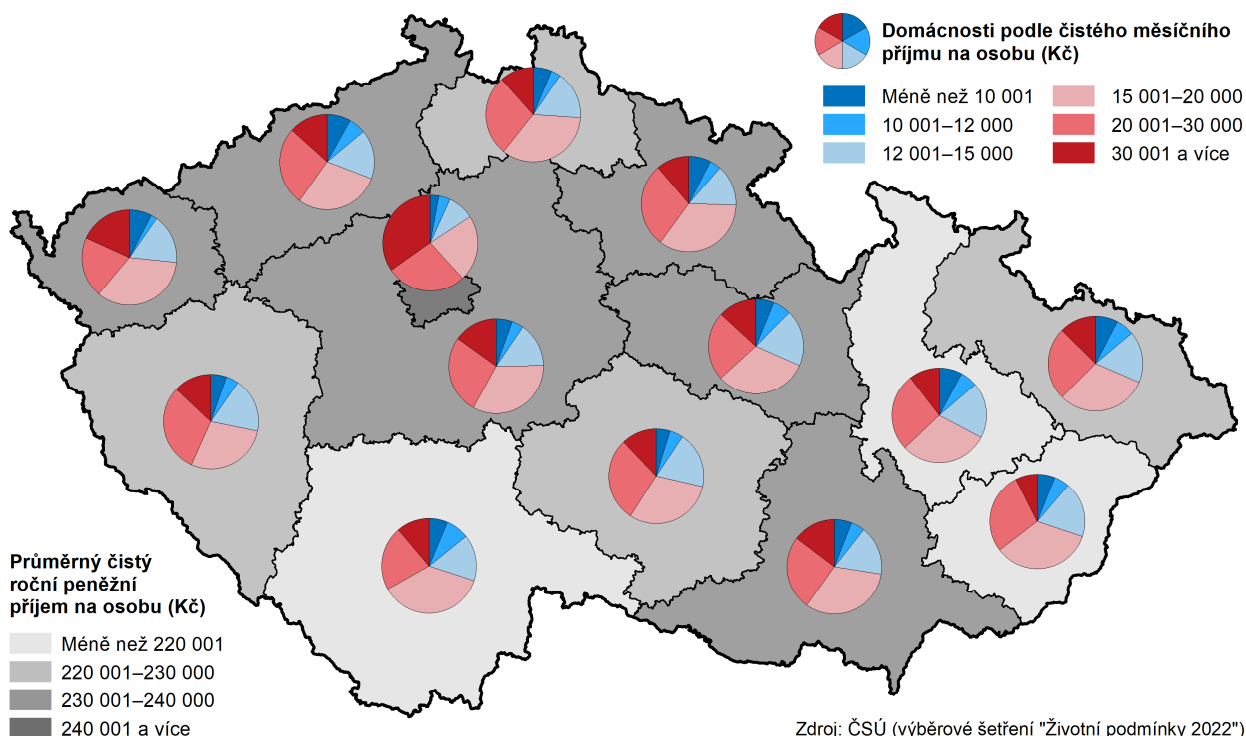 Domácnosti podle čistého měsíčního
příjmu na osobu (Kč)
Méně než 10 001
10 001–12 000
12 001–15 000
15 001–20 000
20 001–30 000
30 001 a více
Průměrný čistý
roční peněžní
příjem na osobu (Kč)
Méně než 220 001
220 001–230 000
230 001–240 000
240 001 a více
Zdroj: ČSÚ (výběrové šetření "Životní podmínky 2022")